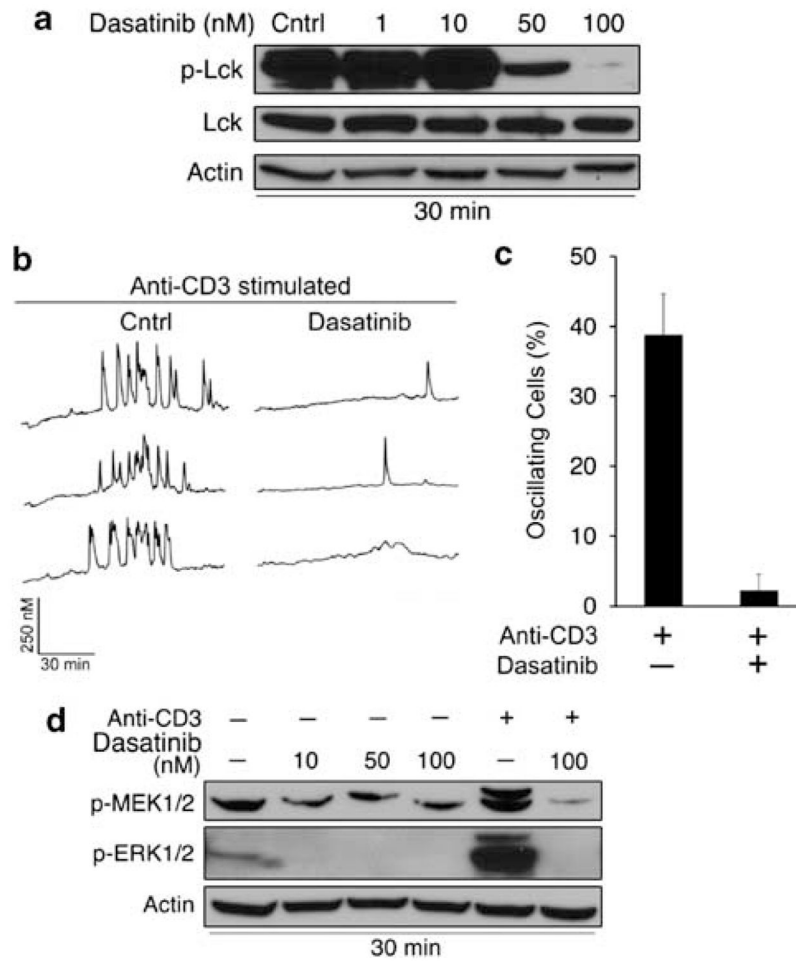 a
Dasatinib (nM) Cntrl 1 10 50 100
p-Lck
Lck
Actin
30 min
b
Anti-CD3 stimulated
Cntrl Dasatinib
250 nM
30 min
c
Oscillating Cells (%)
50
40
30
20
10
0
Anti-CD3 + +
Dasatinib — +
d
Anti-CD3 — — — — + +
Dasatinib
(nM) — 10 50 100 — 100
p-MEK1/2
p-ERK1/2
Actin
30 min